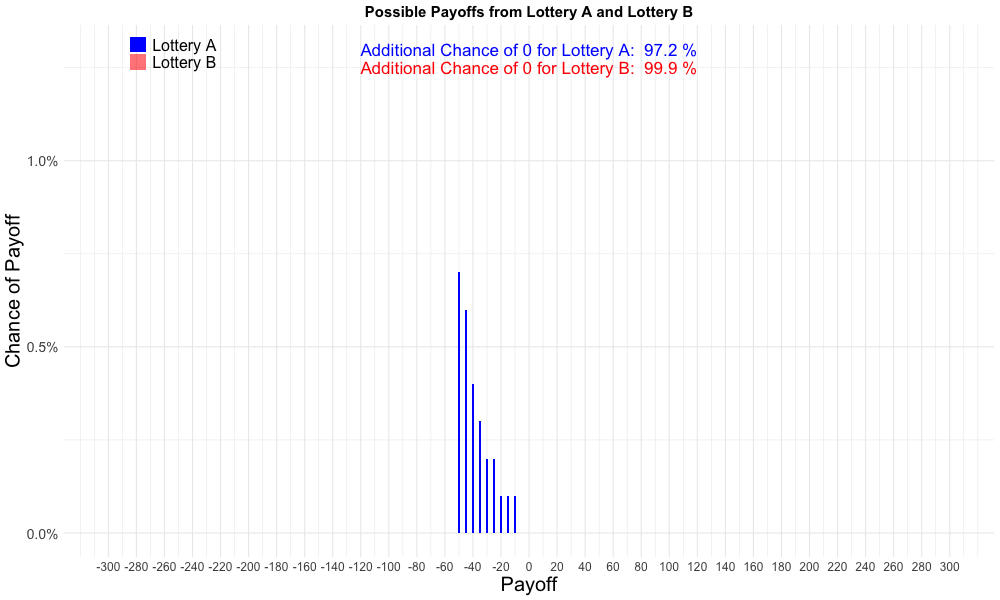 Possible Payoffs from Lottery A and Lottery B
Lottery A
Lottery B
Additional Chance of 0 for Lottery A: 97.2 %
Additional Chance of 0 for Lottery B: 99.9 %
Chance of Payoff
1.0%
0.5%
0.0%
-300 -280 -260 -240 -220 -200 -180 -160 -140 -120 -100 -80 -60 -40 -20 0 20 40 60 80 100 120 140 160 180 200 220 240 260 280 300
Payoff